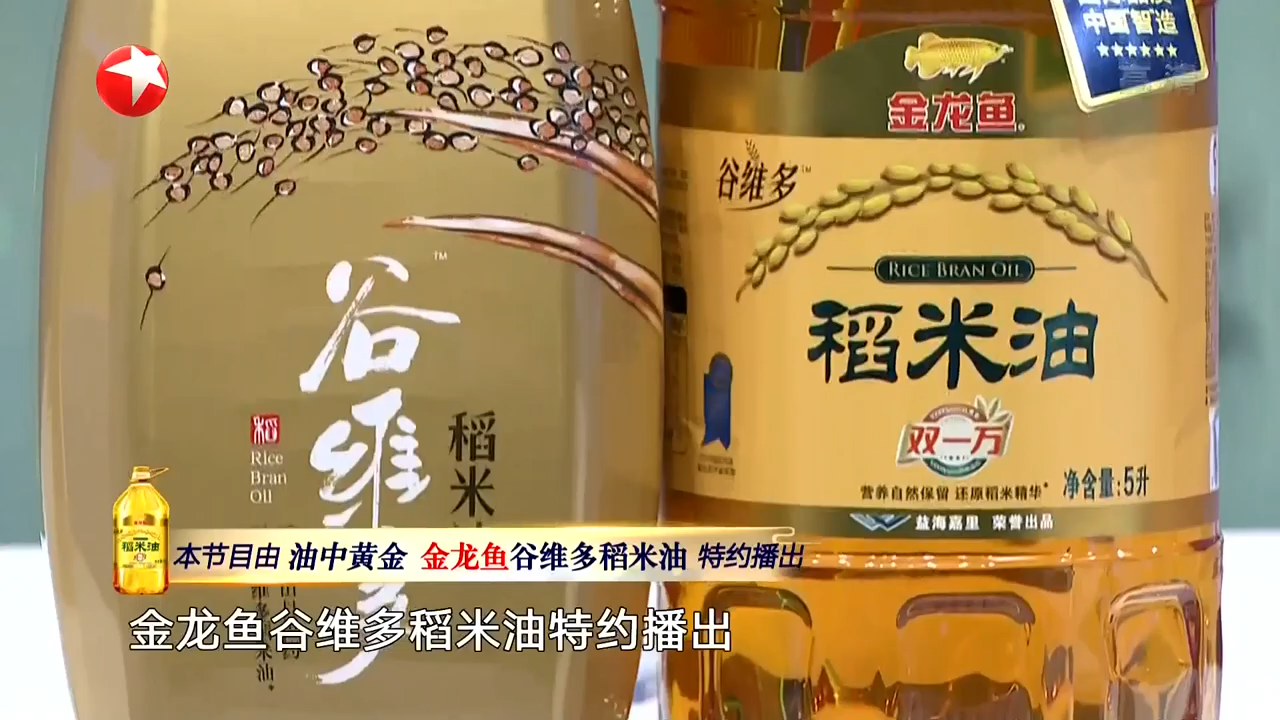 中国"智造
★★★★★★
金龙鱼
谷维多™
RICE BRAN OIL
稻米油
双一万
营养自然保留 还原稻米精华
净含量:5升
益海嘉里 荣誉出品
谷维多
™
稻
Rice
Bran
Oil
稻米
本节目由 油中黄金 金龙鱼谷维多稻米油 特约播出
金龙鱼谷维多稻米油特约播出